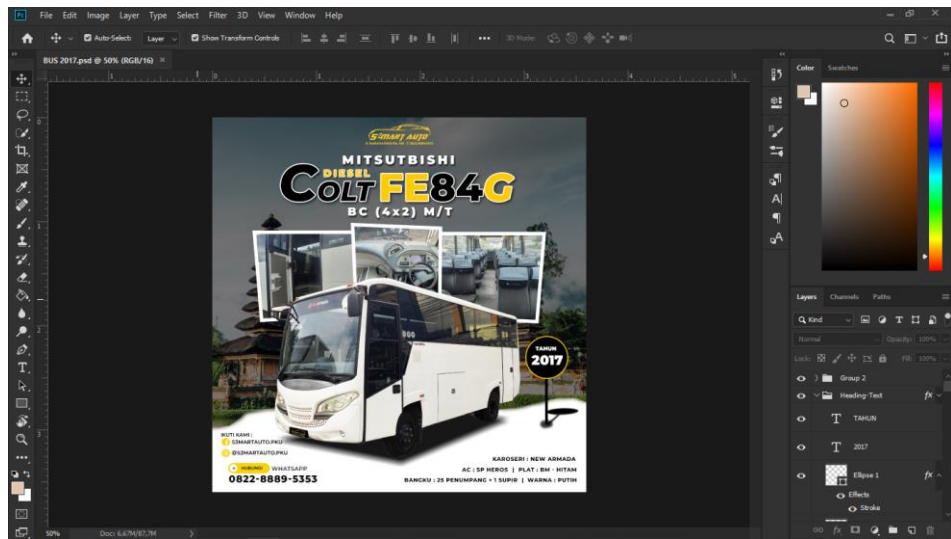 File Edit Image Layer Type Select Filter 3D View Window Help
Auto-Select: Layer Show Transform Controls 3D Mode:
BUS 2017.psd @ 50% (RGB/16) ×
S3MART AUTO
MITSUTBISHI
COLT DIESEL FE84G
BC (4x2) M/T
TAHUN
2017
IKUTI KAMI :
S3MARTAUTO.PKU
@S3MARTAUTO.PKU
HUBUNGI WHATSAPP
0822-8889-5353
KAROSERI : NEW ARMADA
AC : SP HEROS | PLAT : BM - HITAM
BANGKU : 25 PENUMPANG + 1 SUPIR | WARNA : PUTIH
50% Doc: 6.67M/87.7M
Color Swatches
Layers Channels Paths
Kind
Normal Opacity: 100%
Lock: Fill: 100%
Group 2
Heading-Text fx
TAHUN
2017
Ellipse 1 fx
Effects
Stroke